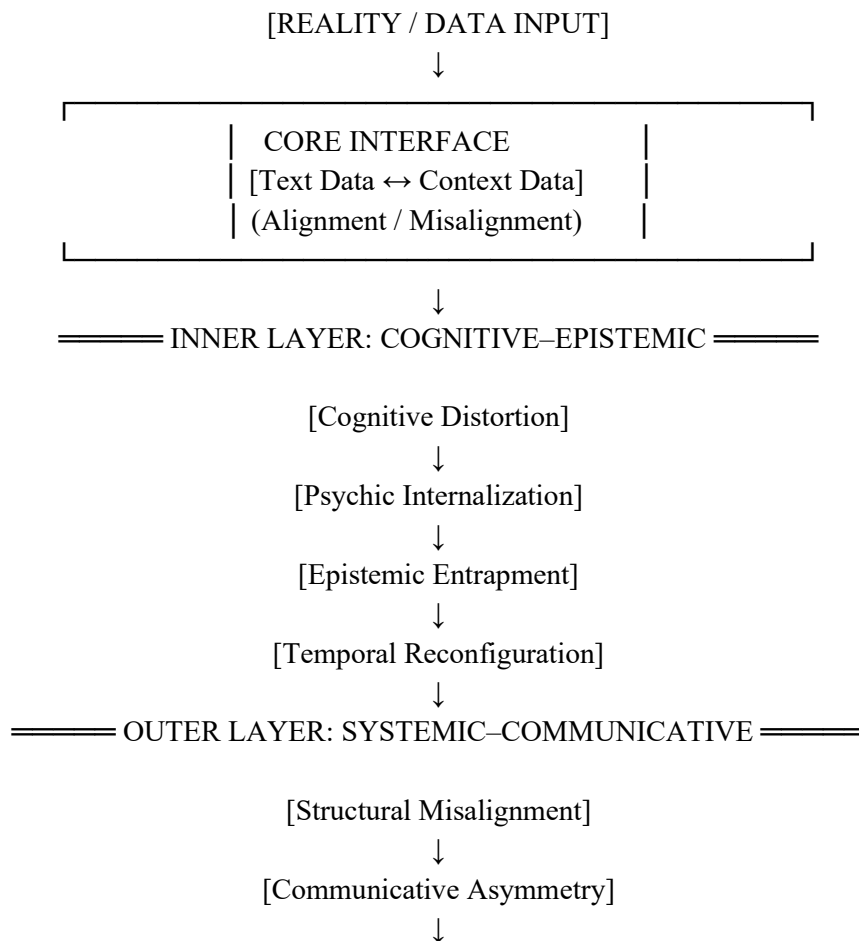 [REALITY / DATA INPUT]
↓
┌──────────────────────────────────────┐
│ CORE INTERFACE │
│ [Text Data ↔ Context Data] │
│ (Alignment / Misalignment) │
└──────────────────────────────────────┘
↓
══════ INNER LAYER: COGNITIVE–EPISTEMIC ══════
[Cognitive Distortion]
↓
[Psychic Internalization]
↓
[Epistemic Entrapment]
↓
[Temporal Reconfiguration]
↓
══════ OUTER LAYER: SYSTEMIC–COMMUNICATIVE ══════
[Structural Misalignment]
↓
[Communicative Asymmetry]
↓